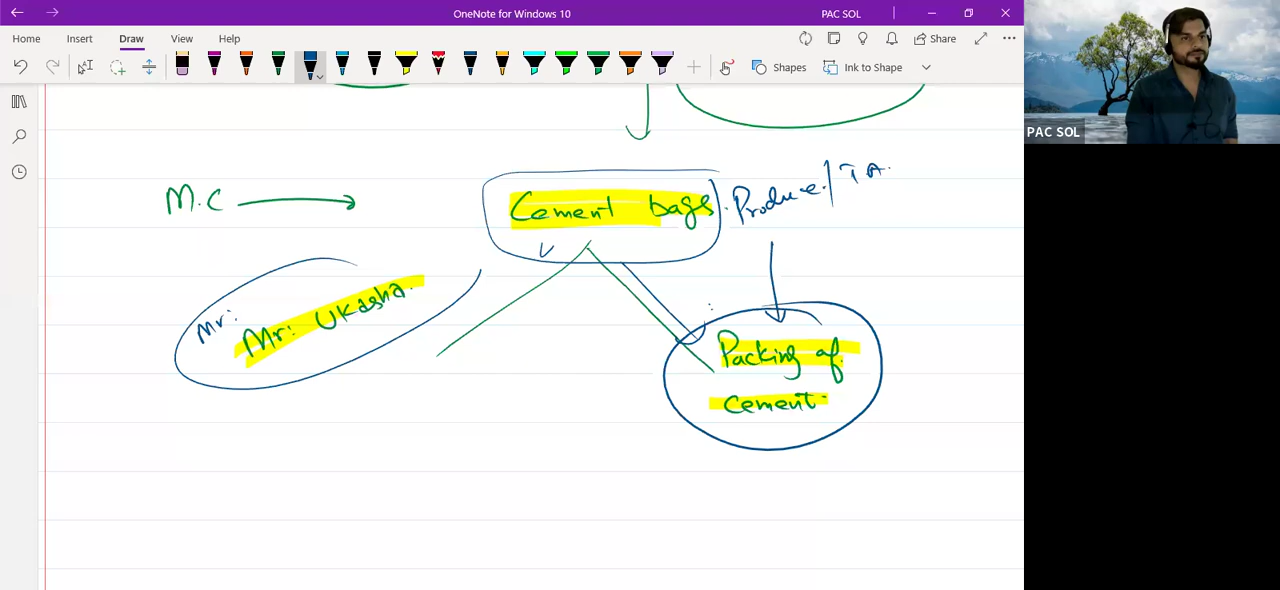 OneNote for Windows 10
PAC SOL
Home Insert Draw View Help
Share
Shapes
Ink to Shape
PAC SOL
M.C
Cement bags
Produce/ T A.
Mr:
Mr: Ukasha.
Packing of
cement